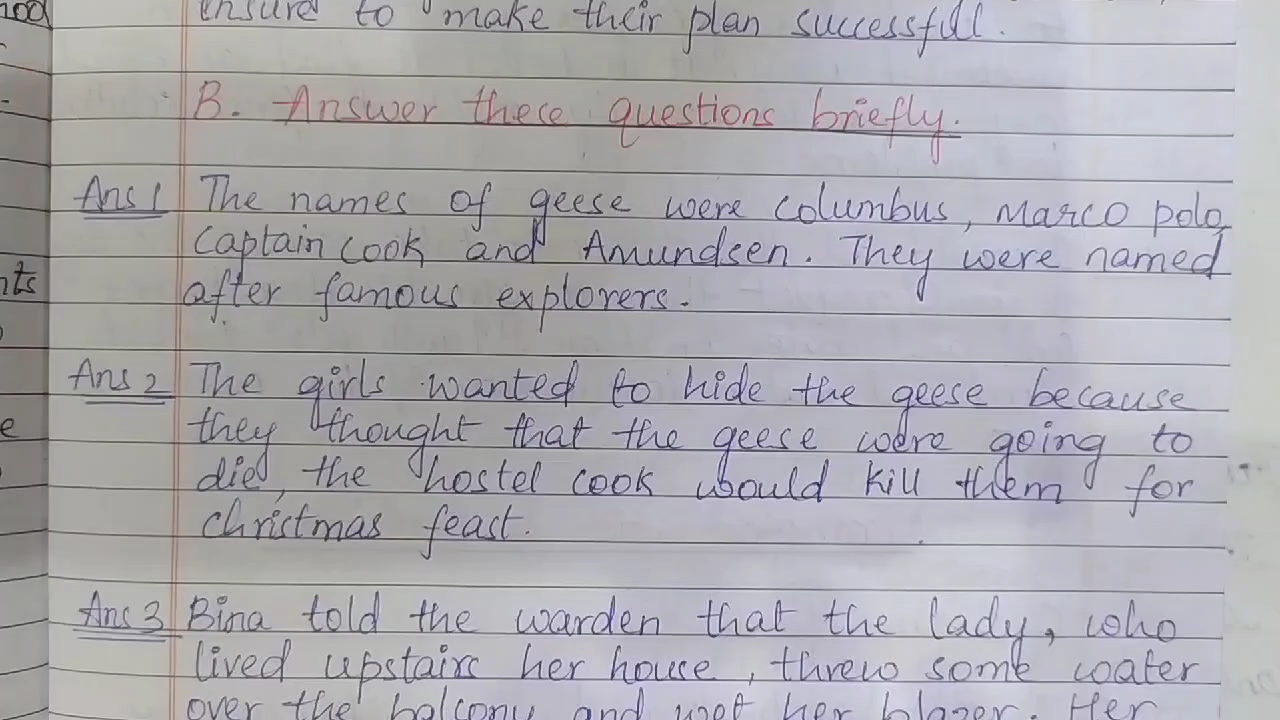 ensure to make their plan successfull.
B. Answer these questions briefly.
Ans 1 The names of geese were columbus, Marco polo,
captain cook and Amundsen. They were named
after famous explorers.
Ans 2 The girls wanted to hide the geese because
they thought that the geese were going to
die, the hostel cook would kill them for
christmas feast.
Ans 3 Bina told the warden that the lady, who
lived upstairs her house, threw some water
over the balcony and wet her blazer. Her